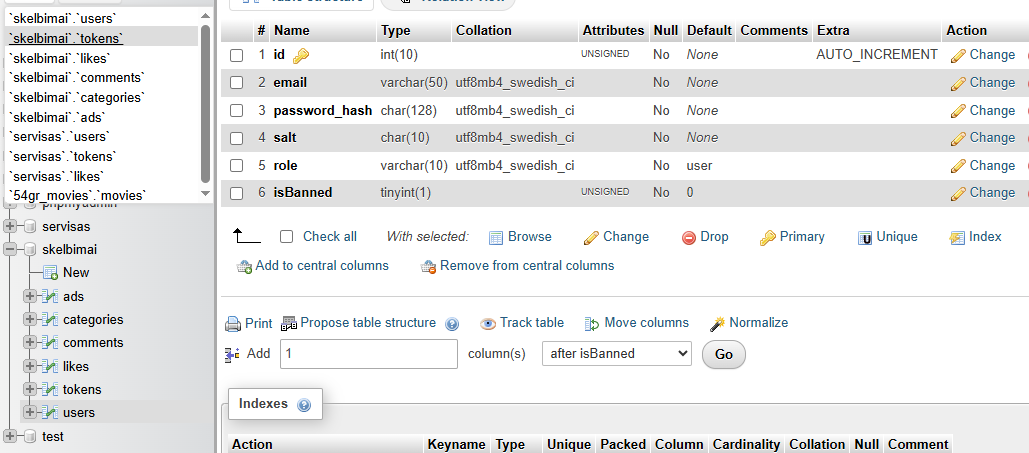 Table structure
Relation view
`skelbimai`.`users`
`skelbimai`.`tokens`
`skelbimai`.`likes`
`skelbimai`.`comments`
`skelbimai`.`categories`
`skelbimai`.`ads`
`servisas`.`users`
`servisas`.`tokens`
`servisas`.`likes`
`54gr_movies`.`movies`
phpmyadmin
servisas
skelbimai
New
ads
categories
comments
likes
tokens
users
test
# Name Type Collation Attributes Null Default Comments Extra Action
1 id int(10) UNSIGNED No None AUTO_INCREMENT Change
2 email varchar(50) utf8mb4_swedish_ci No None Change
3 password_hash char(128) utf8mb4_swedish_ci No None Change
4 salt char(10) utf8mb4_swedish_ci No None Change
5 role varchar(10) utf8mb4_swedish_ci No user Change
6 isBanned tinyint(1) UNSIGNED No 0 Change
Check all With selected: Browse Change Drop Primary Unique Index
Add to central columns Remove from central columns
Print Propose table structure Track table Move columns Normalize
Add 1 column(s) after isBanned Go
Indexes
Action Keyname Type Unique Packed Column Cardinality Collation Null Comment